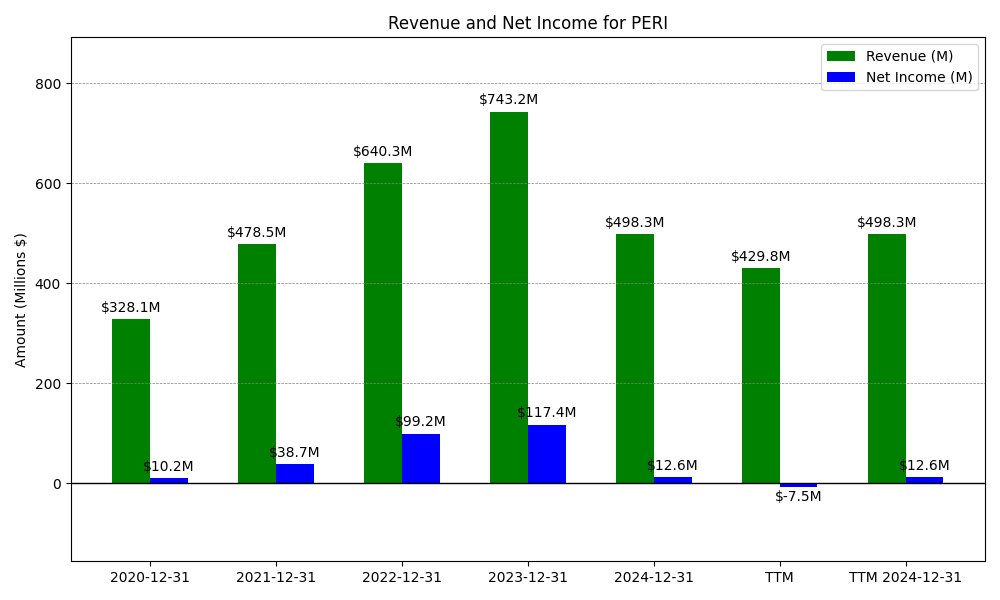 Revenue and Net Income for PERI
Revenue (M)
Net Income (M)
Amount (Millions $)
800
600
400
200
0
$328.1M
$10.2M
$478.5M
$38.7M
$640.3M
$99.2M
$743.2M
$117.4M
$498.3M
$12.6M
$429.8M
$-7.5M
$498.3M
$12.6M
2020-12-31
2021-12-31
2022-12-31
2023-12-31
2024-12-31
TTM
TTM 2024-12-31